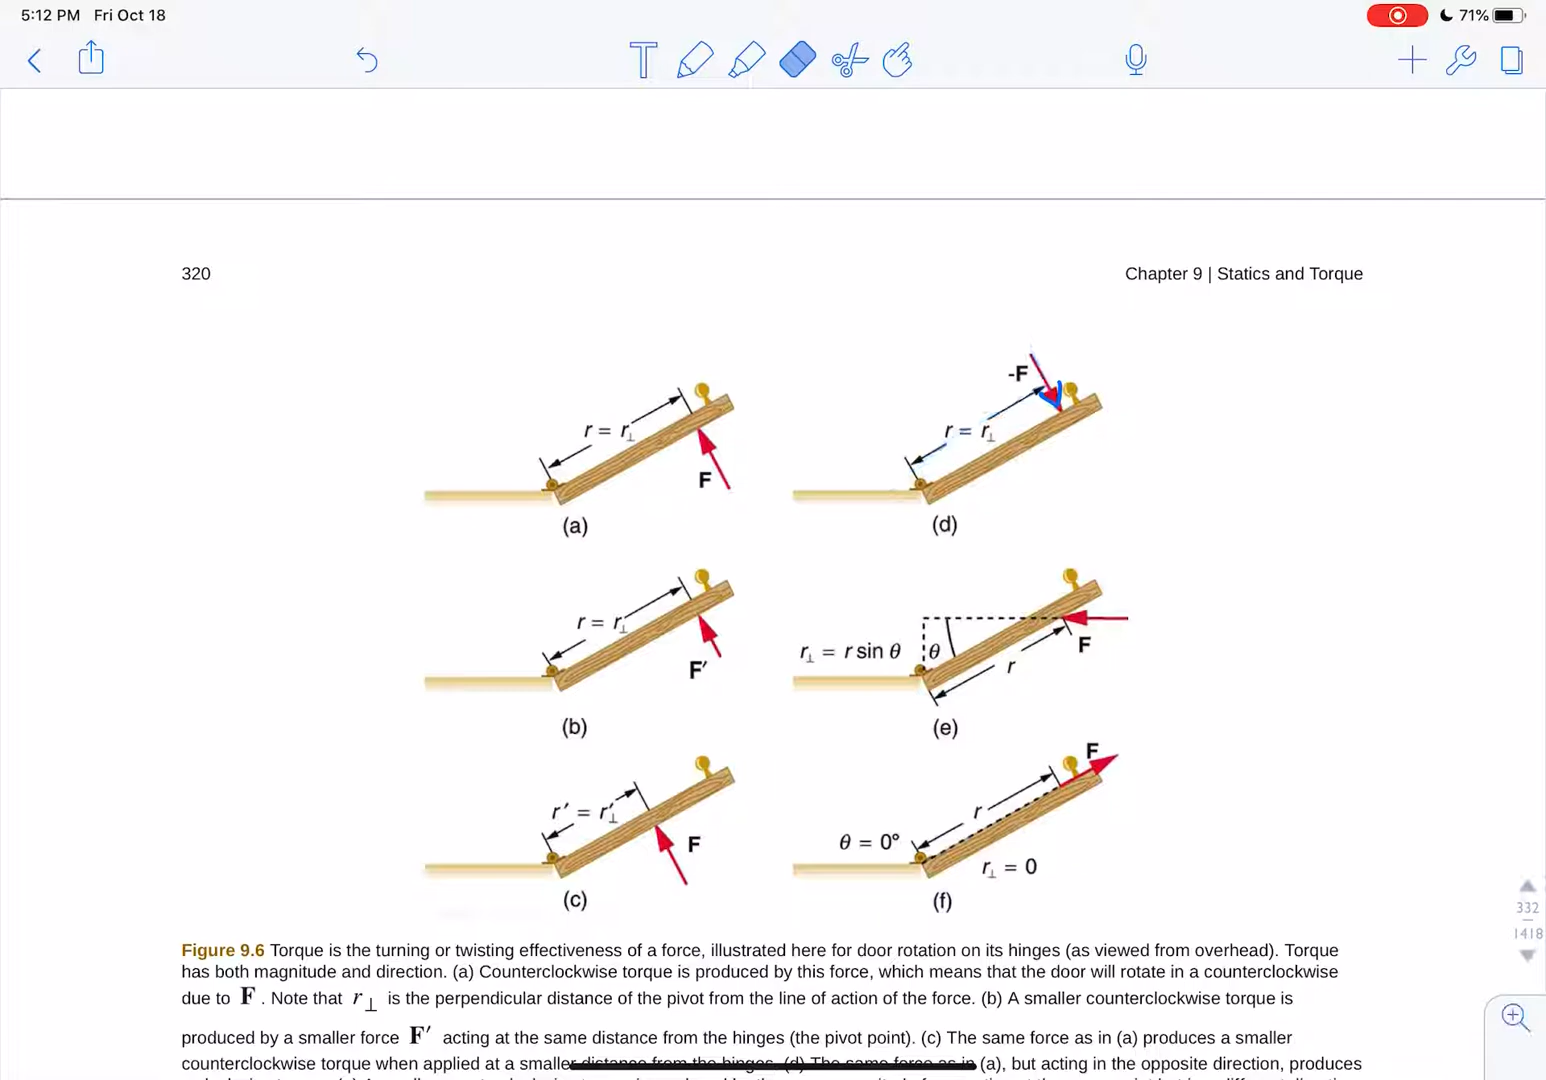 5:12 PM Fri Oct 18
71%
320
Chapter 9 | Statics and Torque
r = r⊥
F
(a)
-F
r = r⊥
(d)
r = r⊥
F′
(b)
r⊥ = r sin θ
θ
r
F
(e)
r′ = r′⊥
F
(c)
F
r
θ = 0°
r⊥ = 0
(f)
332
1418
Figure 9.6 Torque is the turning or twisting effectiveness of a force, illustrated here for door rotation on its hinges (as viewed from overhead). Torque
has both magnitude and direction. (a) Counterclockwise torque is produced by this force, which means that the door will rotate in a counterclockwise
due to F . Note that r⊥ is the perpendicular distance of the pivot from the line of action of the force. (b) A smaller counterclockwise torque is
produced by a smaller force F′ acting at the same distance from the hinges (the pivot point). (c) The same force as in (a) produces a smaller
counterclockwise torque when applied at a smaller distance from the hinges. (d) The same force as in (a), but acting in the opposite direction, produces